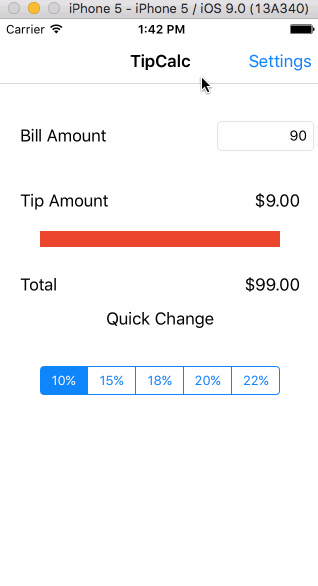 iPhone 5 - iPhone 5 / iOS 9.0 (13A340)
Carrier 1:42 PM
TipCalc Settings
Bill Amount 90
Tip Amount $9.00
Total $99.00
Quick Change
10% 15% 18% 20% 22%